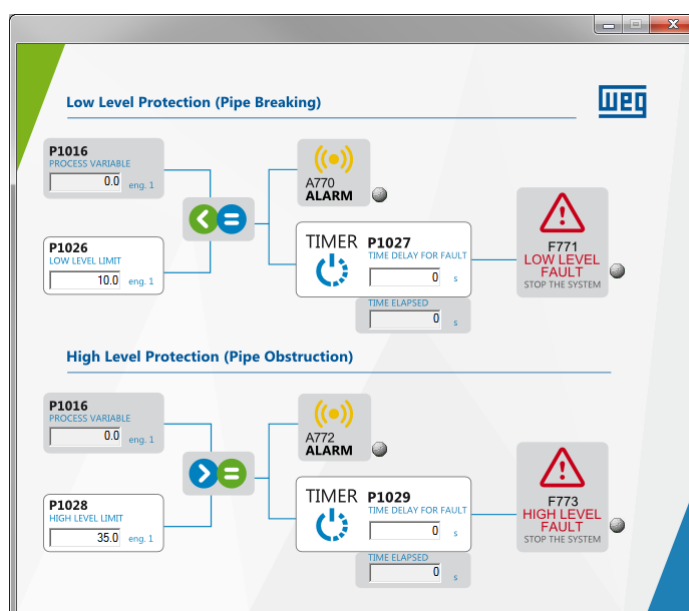 Low Level Protection (Pipe Breaking)
weg
P1016
PROCESS VARIABLE
0.0 eng. 1
A770
ALARM
< =
P1026
LOW LEVEL LIMIT
10.0 eng. 1
TIMER P1027
TIME DELAY FOR FAULT
0 s
TIME ELAPSED
0 s
F771
LOW LEVEL
FAULT
STOP THE SYSTEM
High Level Protection (Pipe Obstruction)
P1016
PROCESS VARIABLE
0.0 eng. 1
A772
ALARM
> =
P1028
HIGH LEVEL LIMIT
35.0 eng. 1
TIMER P1029
TIME DELAY FOR FAULT
0 s
TIME ELAPSED
0 s
F773
HIGH LEVEL
FAULT
STOP THE SYSTEM